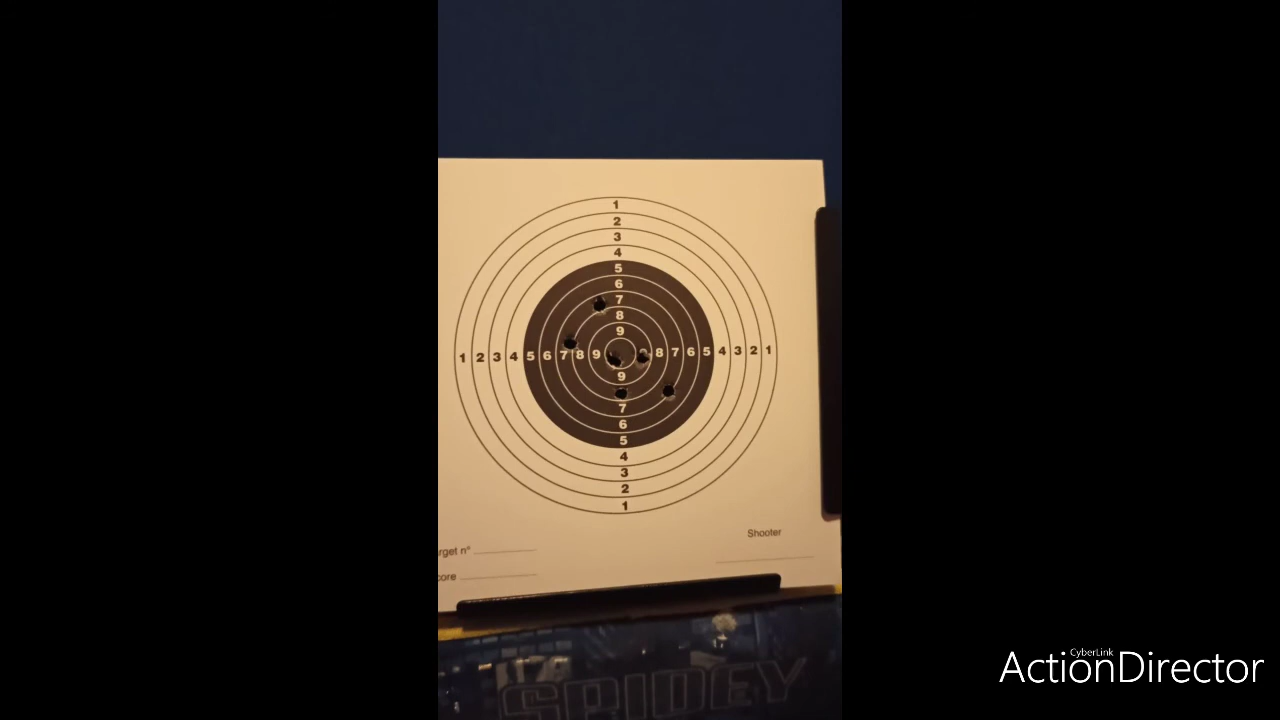 1
2
3
4
5
6
7
8
9
1 2 3 4 5 6 7 8 9 8 7 6 5 4 3 2 1
9
7
6
5
4
3
2
1
Shooter
rget n°
core
SPIDEY
CyberLink
ActionDirector